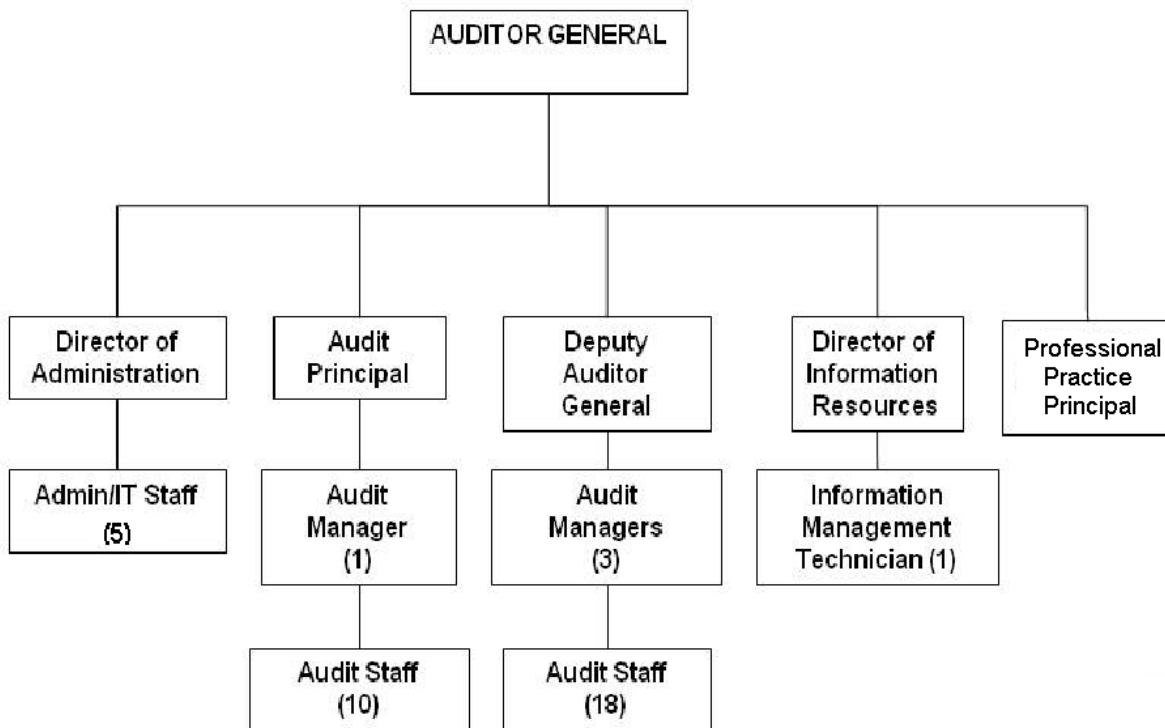 AUDITOR GENERAL
Director of
Administration
Audit
Principal
Deputy
Auditor
General
Director of
Information
Resources
Professional
Practice
Principal
Admin/IT Staff
(5)
Audit
Manager
(1)
Audit
Managers
(3)
Information
Management
Technician (1)
Audit Staff
(10)
Audit Staff
(18)